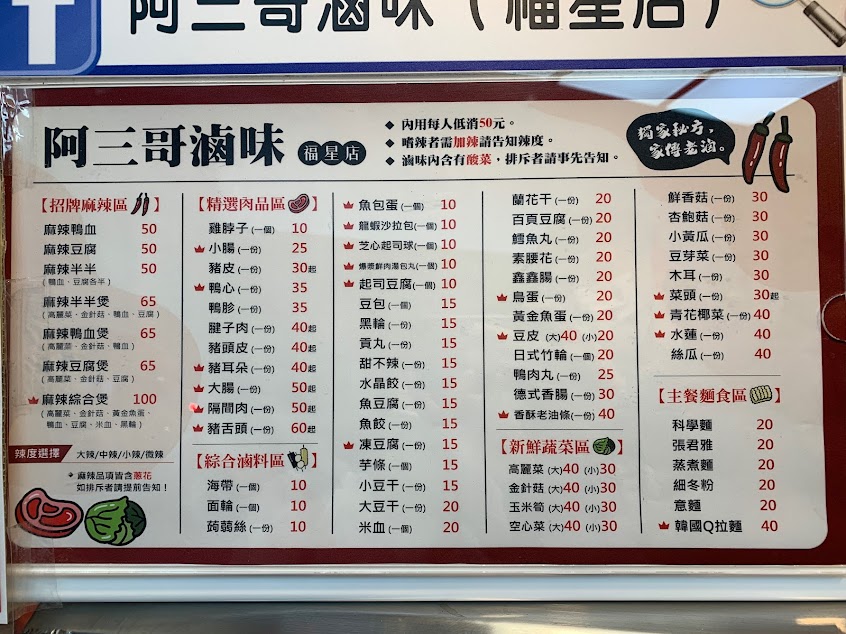 阿三哥滷味（福星店）
阿三哥滷味 福星店
◆ 內用每人低消50元。
◆ 嗜辣者需加辣請告知辣度。
◆ 滷味內含有酸菜，排斥者請事先告知。
獨家秘方，
家傳老滷。
【招牌麻辣區】
麻辣鴨血 50
麻辣豆腐 50
麻辣半半 50
(鴨血、豆腐各半)
麻辣半半煲 65
(高麗菜、金針菇、鴨血、豆腐)
麻辣鴨血煲 65
(高麗菜、金針菇、鴨血)
麻辣豆腐煲 65
(高麗菜、金針菇、豆腐)
麻辣綜合煲 100
(高麗菜、金針菇、黃金魚蛋、
鴨血、豆腐、米血、黑輪)
辣度選擇 大辣/中辣/小辣/微辣
◆ 麻辣品項皆含蔥花
如排斥者請提前告知！
【精選肉品區】
雞脖子(一個) 10
小腸(一份) 25
豬皮(一份) 30起
鴨心(一份) 35
鴨胗(一份) 35
腱子肉(一份) 40起
豬頭皮(一份) 40起
豬耳朵(一份) 40起
大腸(一份) 50起
隔間肉(一份) 50起
豬舌頭(一份) 60起
【綜合滷料區】
海帶(一個) 10
面輪(一個) 10
蒟蒻絲(一份) 10
魚包蛋(一個) 10
龍蝦沙拉包(一個) 10
芝心起司球(一個) 10
爆漿鮮肉湯包丸(一個) 10
起司豆腐(一個) 10
豆包(一個) 15
黑輪(一份) 15
貢丸(一份) 15
甜不辣(一份) 15
水晶餃(一份) 15
魚豆腐(一份) 15
魚餃(一份) 15
凍豆腐(一份) 15
芋條(一個) 15
小豆干(一份) 15
大豆干(一份) 20
米血(一個) 20
蘭花干(一份) 20
百頁豆腐(一份) 20
鱈魚丸(一份) 20
素腰花(一份) 20
鑫鑫腸(一份) 20
鳥蛋(一份) 20
黃金魚蛋(一份) 20
豆皮 (大)40 (小)20
日式竹輪(一個) 20
鴨肉丸(一份) 25
德式香腸(一份) 30
香酥老油條(一份) 40
【新鮮蔬菜區】
高麗菜 (大)40 (小)30
金針菇 (大)40 (小)30
玉米筍 (大)40 (小)30
空心菜 (大)40 (小)30
鮮香菇(一份) 30
杏鮑菇(一份) 30
小黃瓜(一份) 30
豆芽菜(一份) 30
木耳(一份) 30
菜頭(一份) 30起
青花椰菜(一份) 40
水蓮(一份) 40
絲瓜(一份) 40
【主餐麵食區】
科學麵 20
張君雅 20
蒸煮麵 20
細冬粉 20
意麵 20
韓國Q拉麵 40